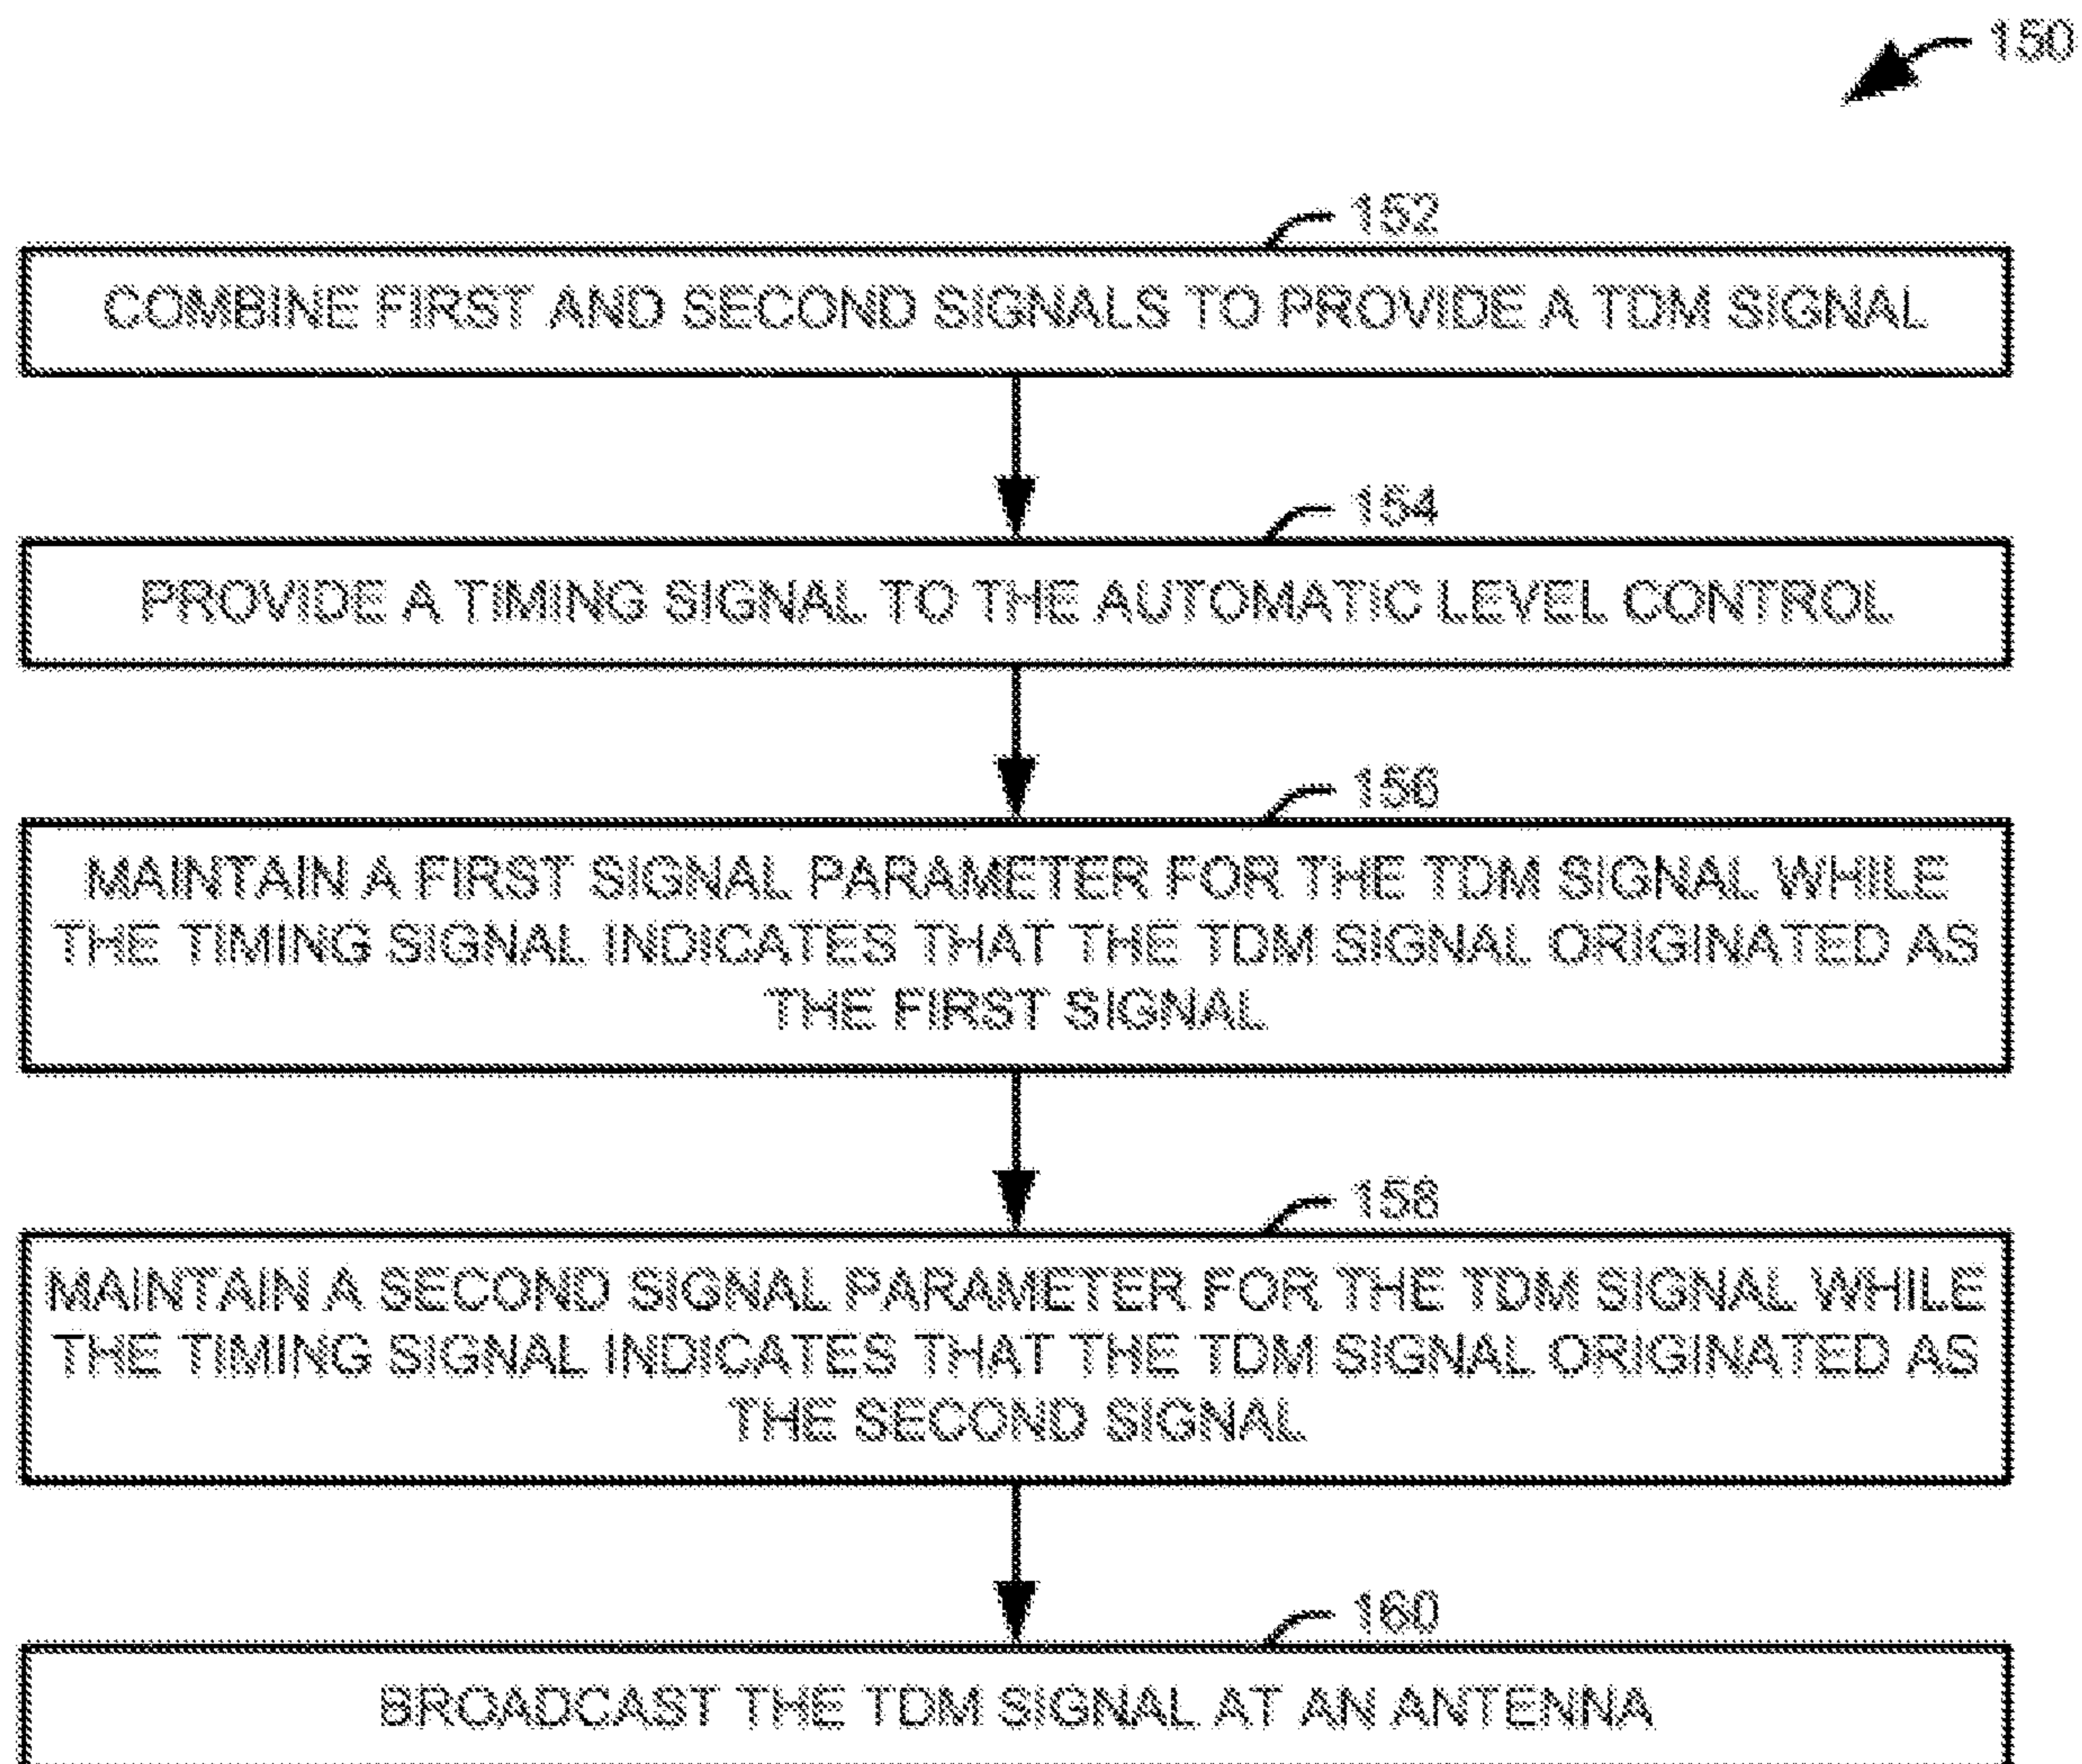 150
152
COMBINE FIRST AND SECOND SIGNALS TO PROVIDE A TDM SIGNAL
154
PROVIDE A TIMING SIGNAL TO THE AUTOMATIC LEVEL CONTROL
156
MAINTAIN A FIRST SIGNAL PARAMETER FOR THE TDM SIGNAL WHILE
THE TIMING SIGNAL INDICATES THAT THE TDM SIGNAL ORIGINATED AS
THE FIRST SIGNAL
158
MAINTAIN A SECOND SIGNAL PARAMETER FOR THE TDM SIGNAL WHILE
THE TIMING SIGNAL INDICATES THAT THE TDM SIGNAL ORIGINATED AS
THE SECOND SIGNAL
160
BROADCAST THE TDM SIGNAL AT AN ANTENNA